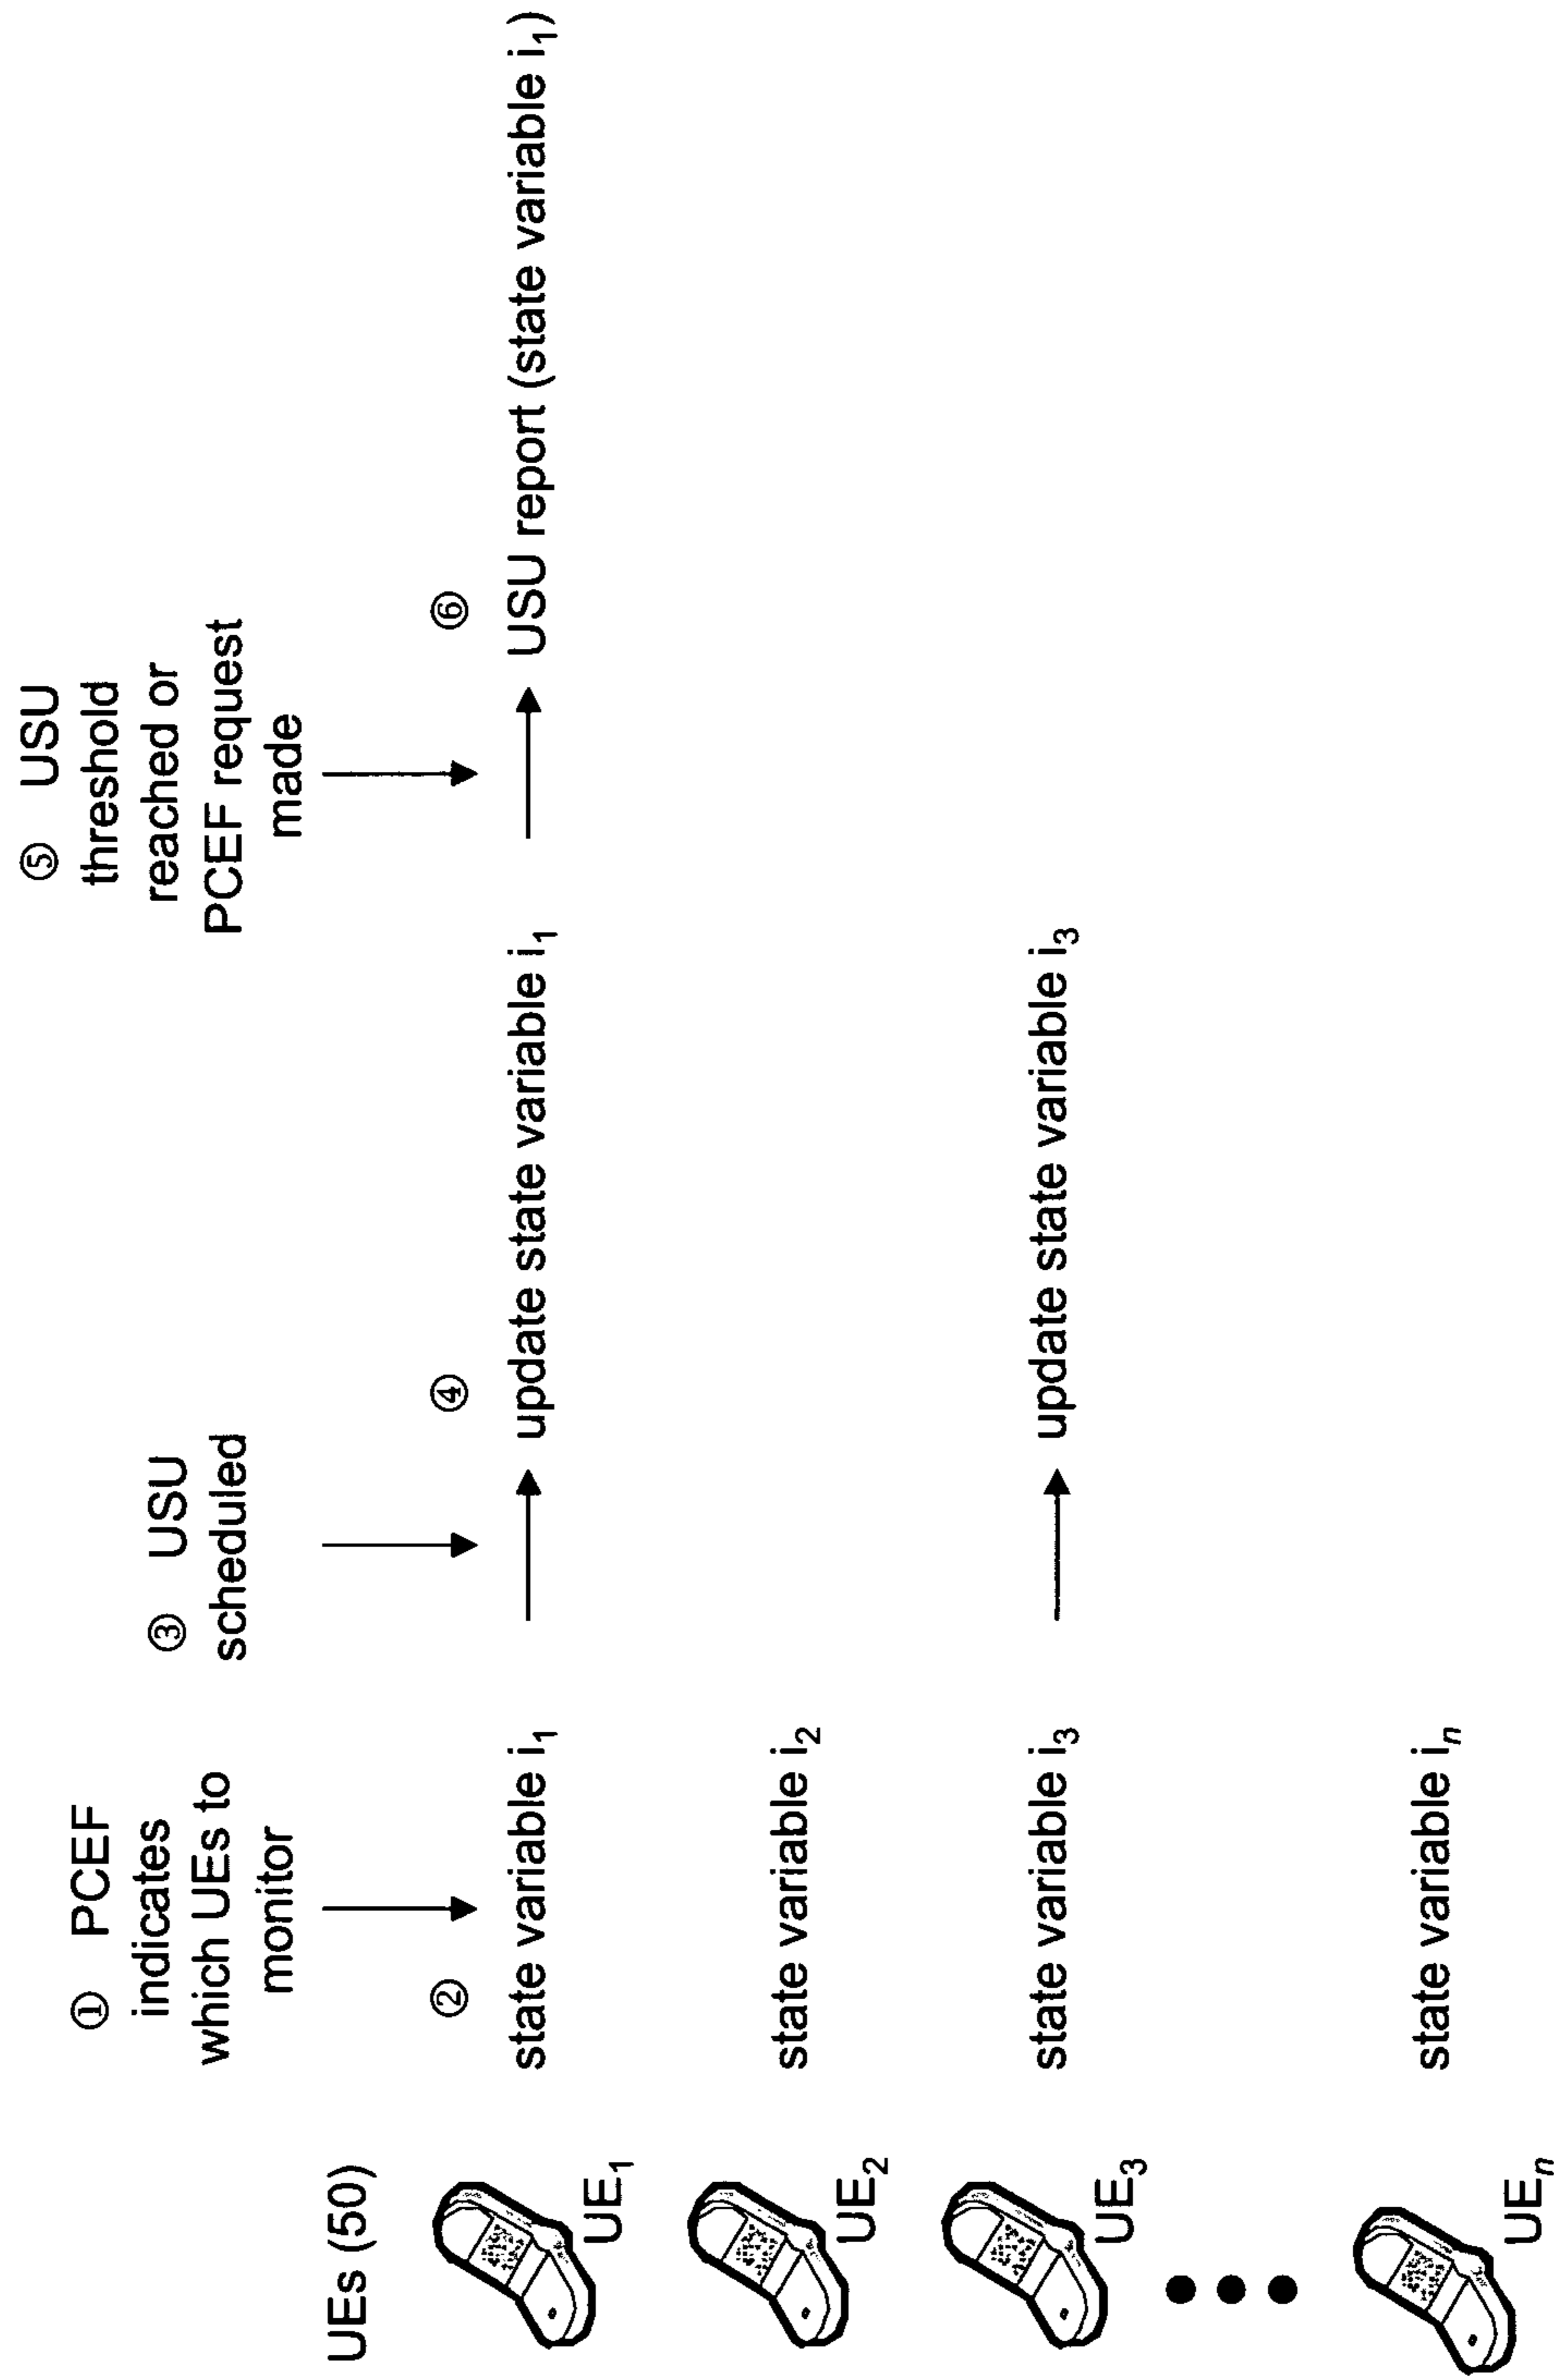 ① PCEF
indicates
which UEs to
monitor
③ USU
scheduled
⑤ USU
threshold
reached or
PCEF request
made
UEs (50)
②
④
⑥
UE₁
state variable i₁
update state variable i₁
USU report (state variable i₁)
UE₂
state variable i₂
UE₃
state variable i₃
update state variable i₃
UEₙ
state variable iₙ